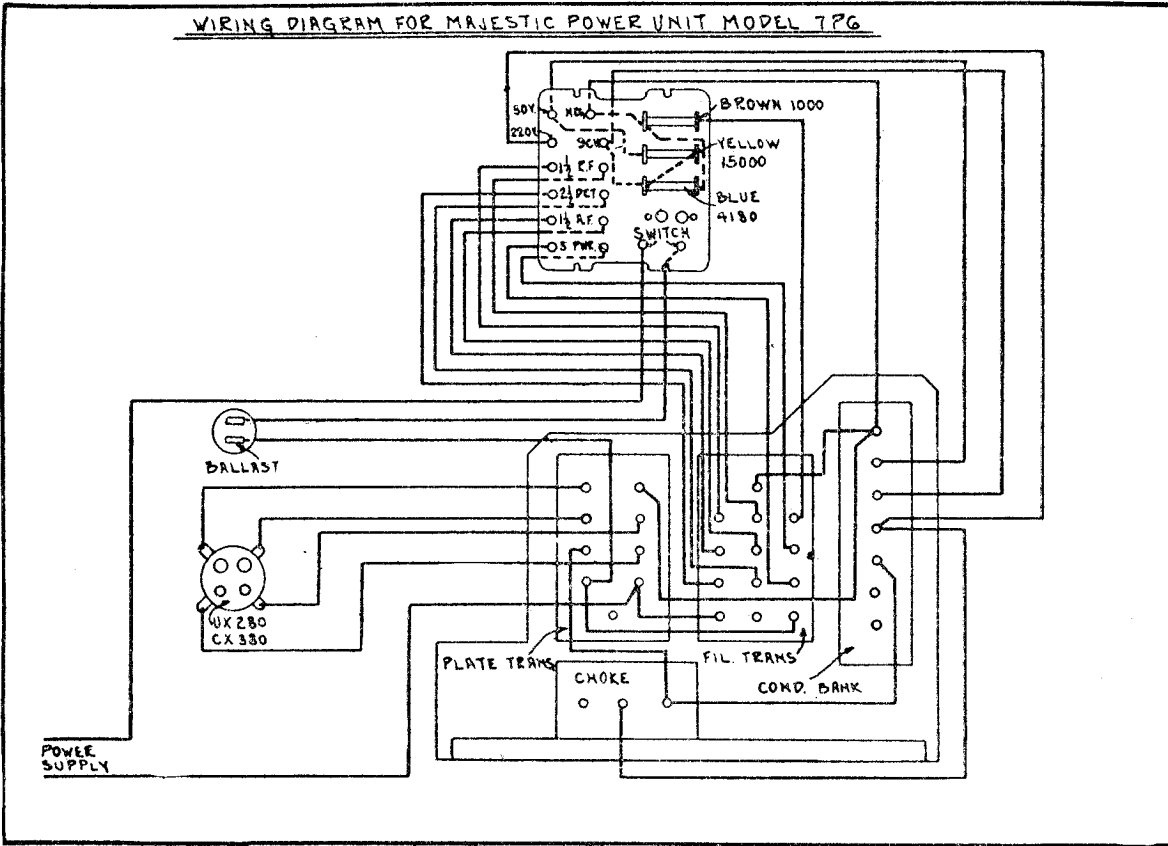 WIRING DIAGRAM FOR MAJESTIC POWER UNIT MODEL 7P6
BROWN 1000
50V.
NEG
220V.
90V
YELLOW
15000
1½ R.F
2½ DET
BLUE
4180
1½ A.F.
SWITCH
5 PWR.
BALLAST
UX 280
CX 380
PLATE TRANS
FIL. TRANS
CHOKE
COND. BANK
POWER
SUPPLY